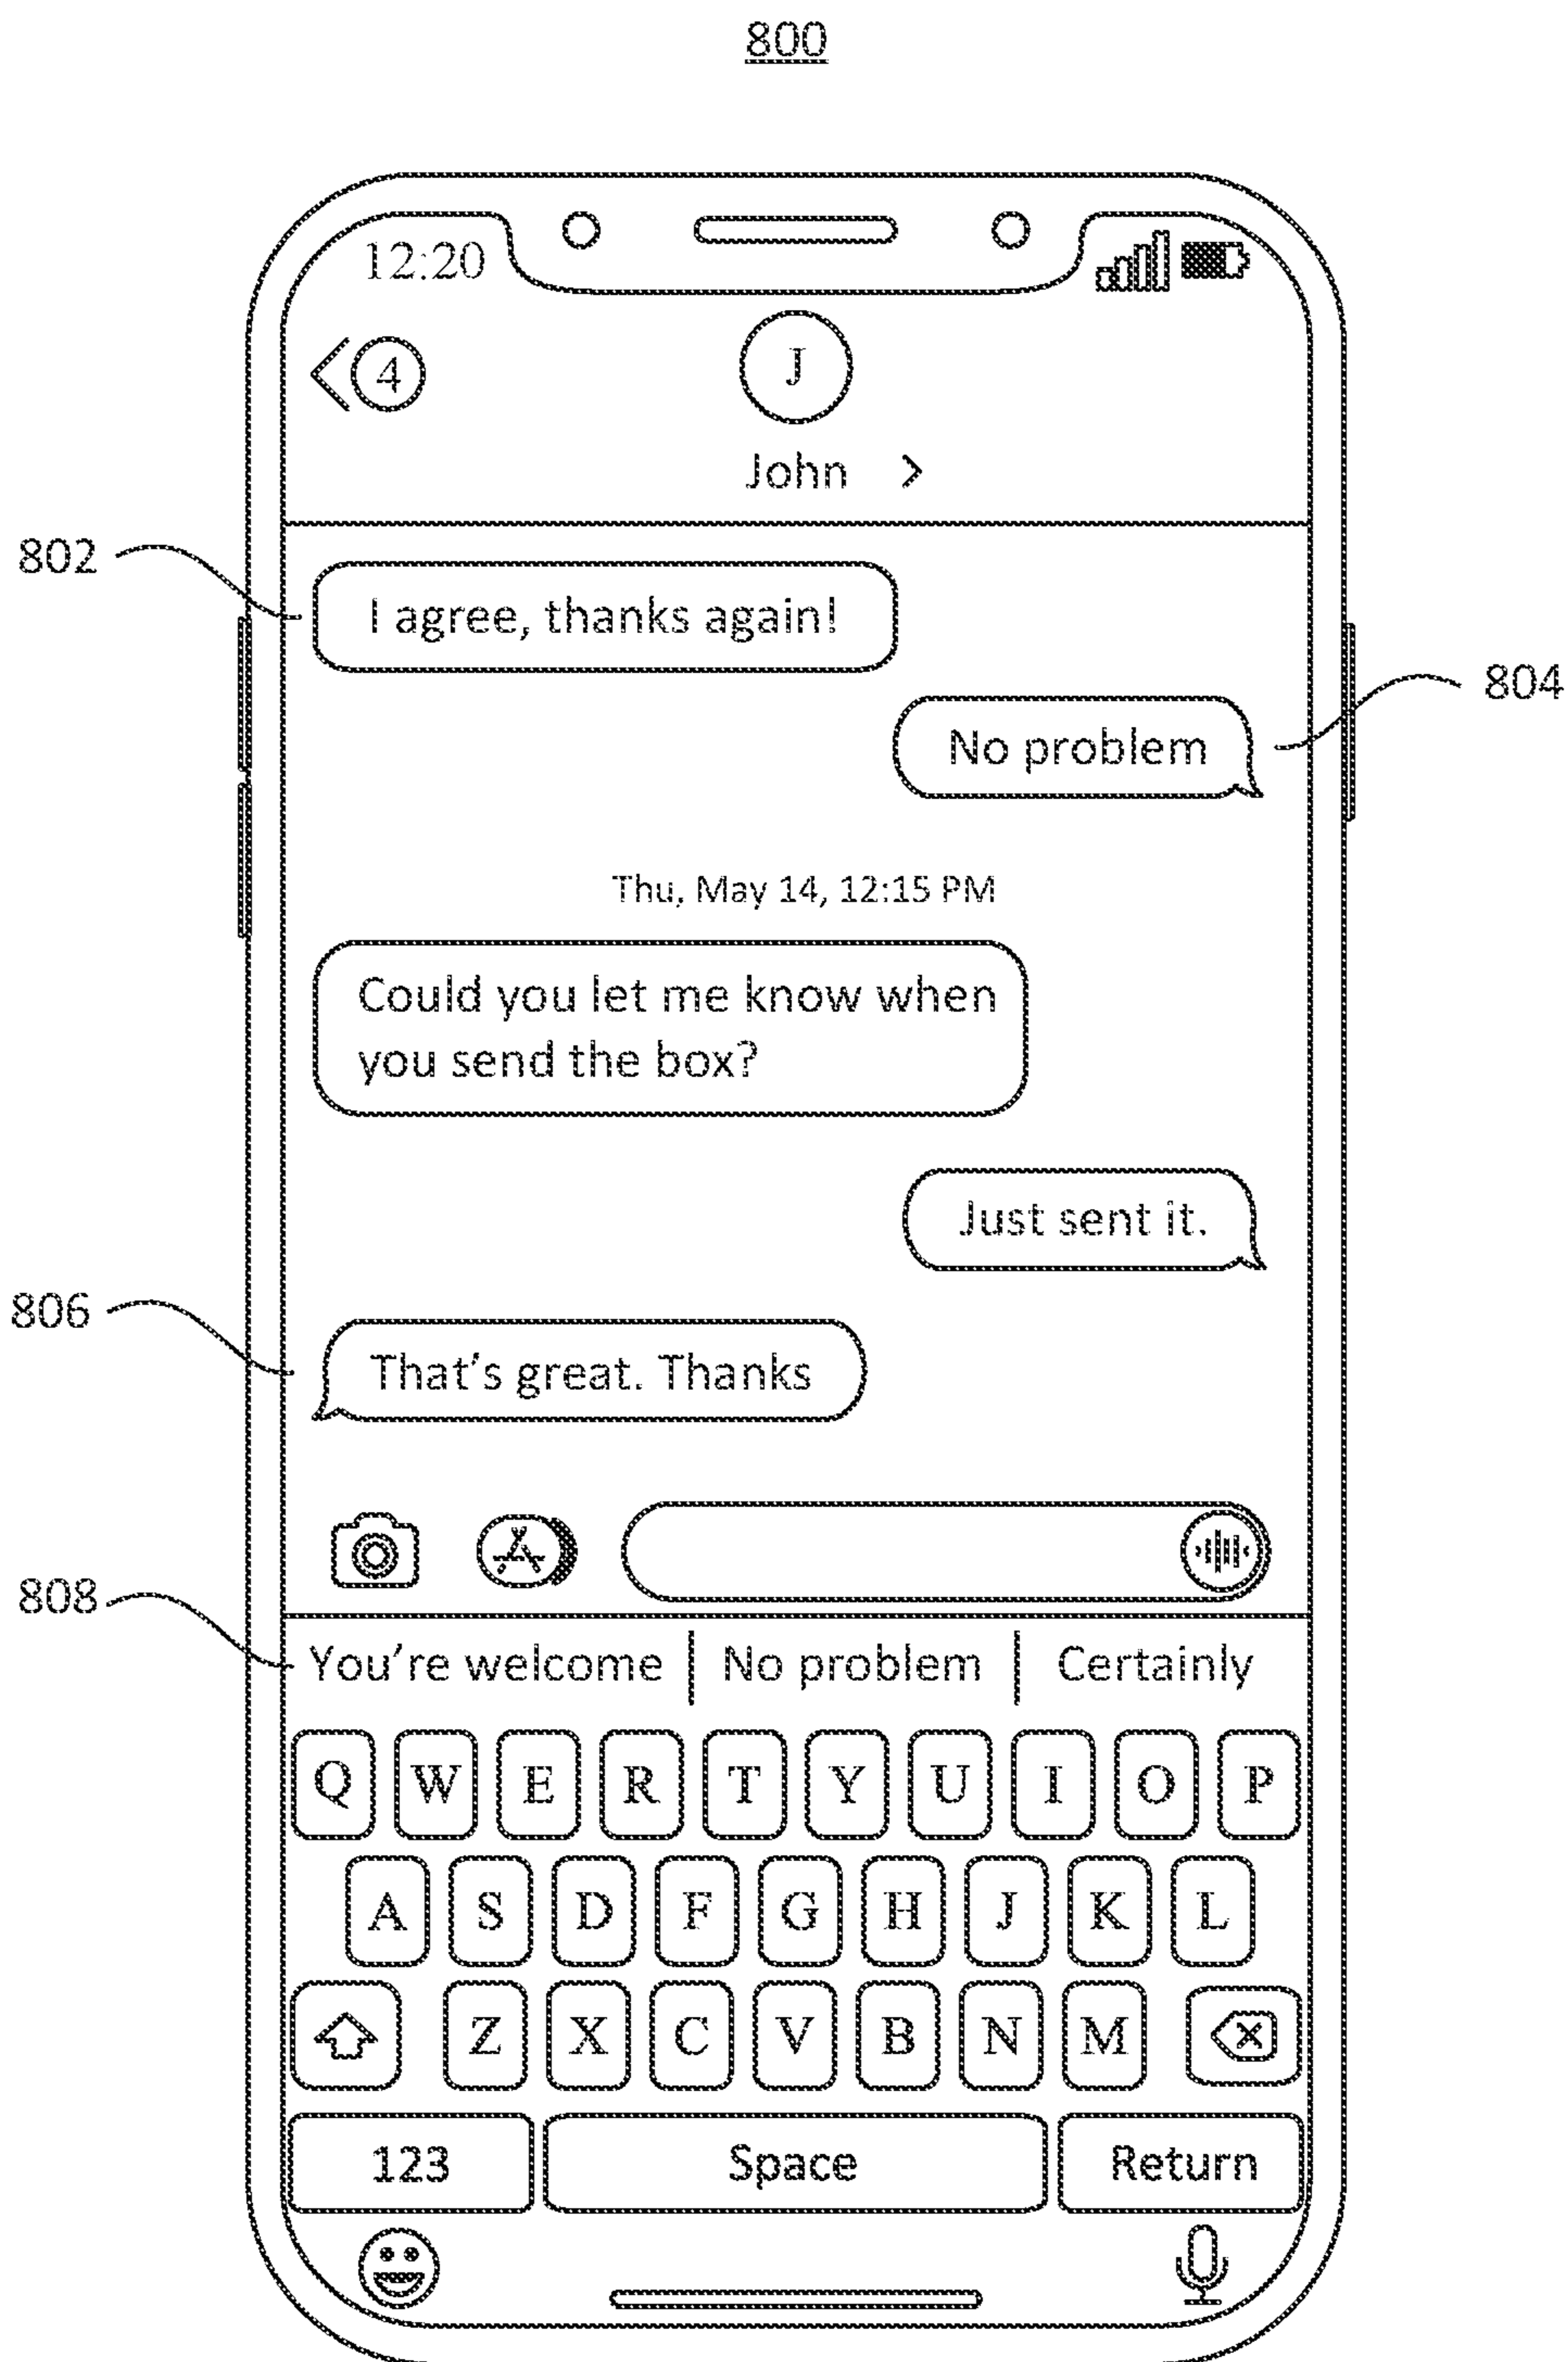 800
12:20
4
J
John >
802
I agree, thanks again!
804
No problem
Thu, May 14, 12:15 PM
Could you let me know when
you send the box?
Just sent it.
806
That's great. Thanks
808
You're welcome | No problem | Certainly
Q W E R T Y U I O P
A S D F G H J K L
Z X C V B N M
123 Space Return